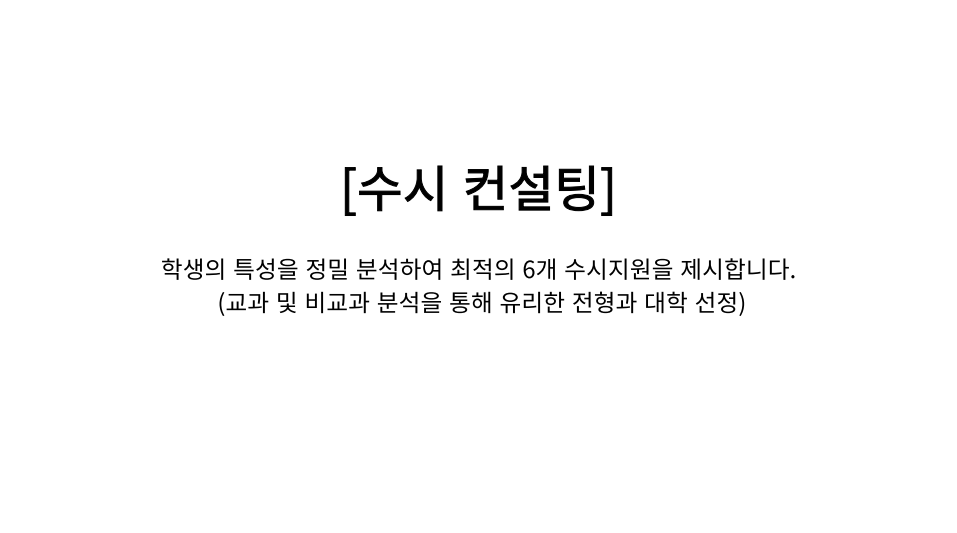 [수시 컨설팅]
학생의 특성을 정밀 분석하여 최적의 6개 수시지원을 제시합니다.
(교과 및 비교과 분석을 통해 유리한 전형과 대학 선정)